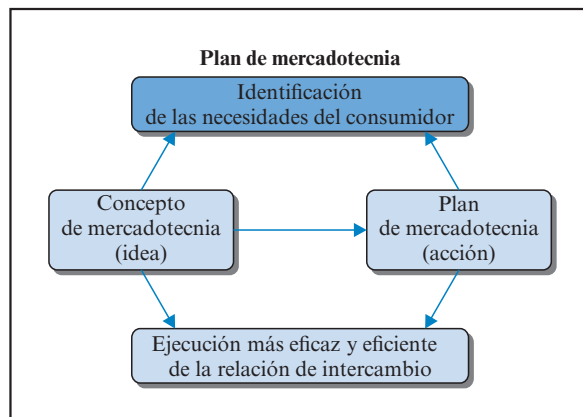 Plan de mercadotecnia
Identificación
de las necesidades del consumidor
Concepto
de mercadotecnia
(idea)
Plan
de mercadotecnia
(acción)
Ejecución más eficaz y eficiente
de la relación de intercambio